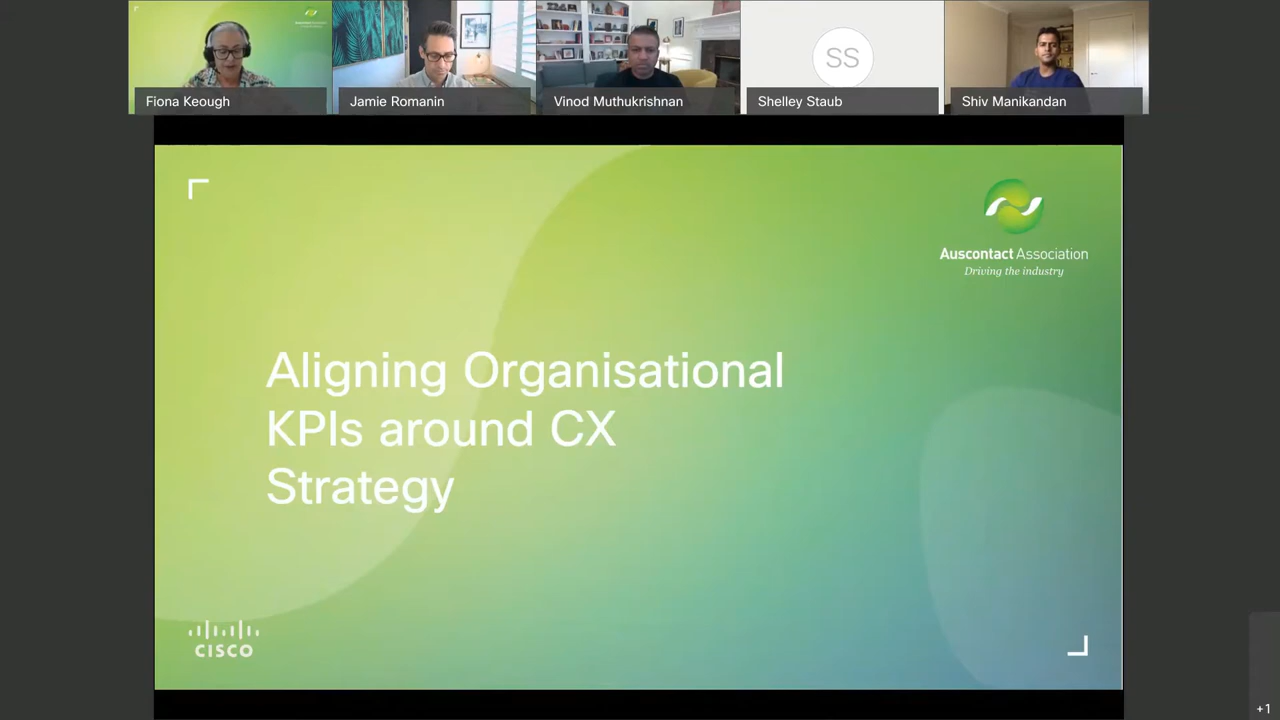 Fiona Keough
Jamie Romanin
Vinod Muthukrishnan
SS
Shelley Staub
Shiv Manikandan
Auscontact Association
Driving the industry
Aligning Organisational
KPIs around CX
Strategy
CISCO
+1